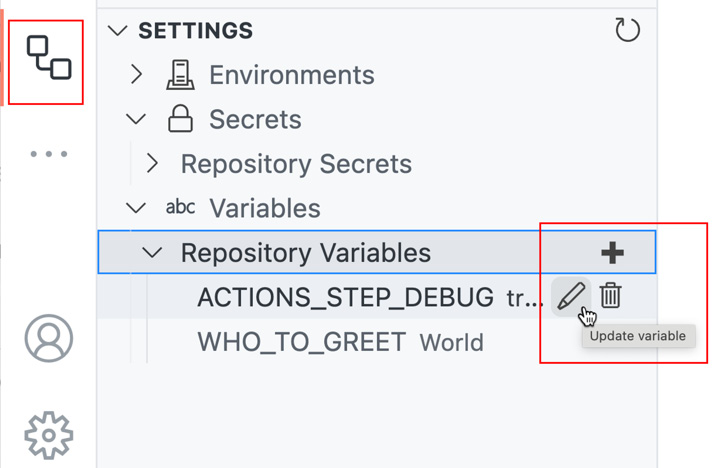 SETTINGS
Environments
Secrets
Repository Secrets
abc Variables
Repository Variables
ACTIONS_STEP_DEBUG tr...
WHO_TO_GREET World
Update variable